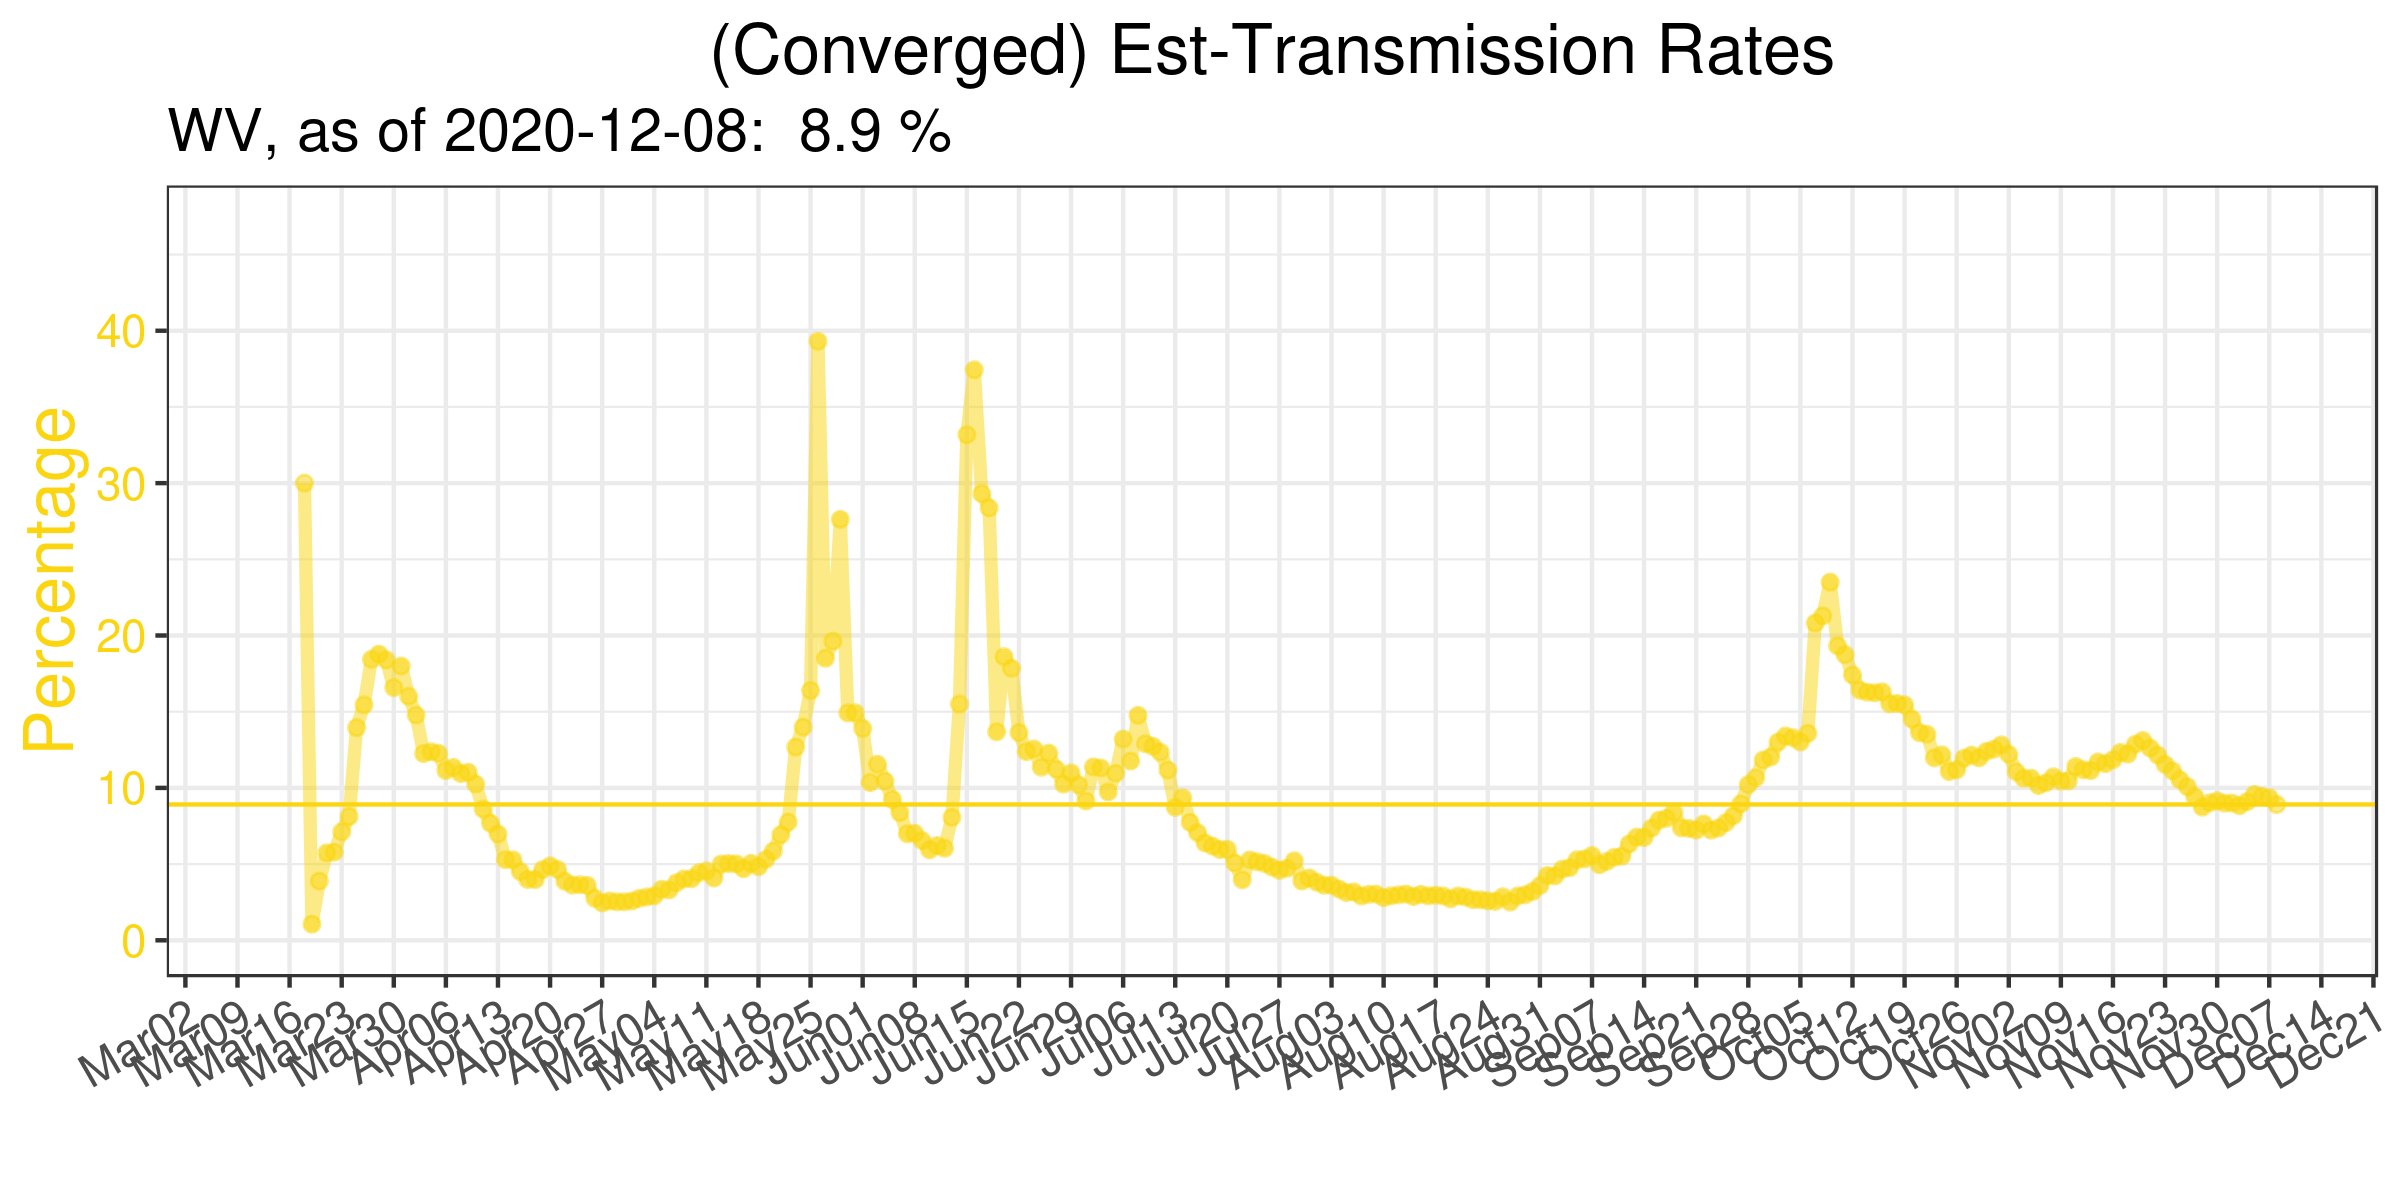 (Converged) Est-Transmission Rates
WV, as of 2020-12-08:  8.9 %
Percentage
40
30
20
10
0
Mar02
Mar09
Mar16
Mar23
Mar30
Apr06
Apr13
Apr20
Apr27
May04
May11
May18
May25
Jun01
Jun08
Jun15
Jun22
Jun29
Jul06
Jul13
Jul20
Jul27
Aug03
Aug10
Aug17
Aug24
Aug31
Sep07
Sep14
Sep21
Sep28
Oct05
Oct12
Oct19
Oct26
Nov02
Nov09
Nov16
Nov23
Nov30
Dec07
Dec14
Dec21